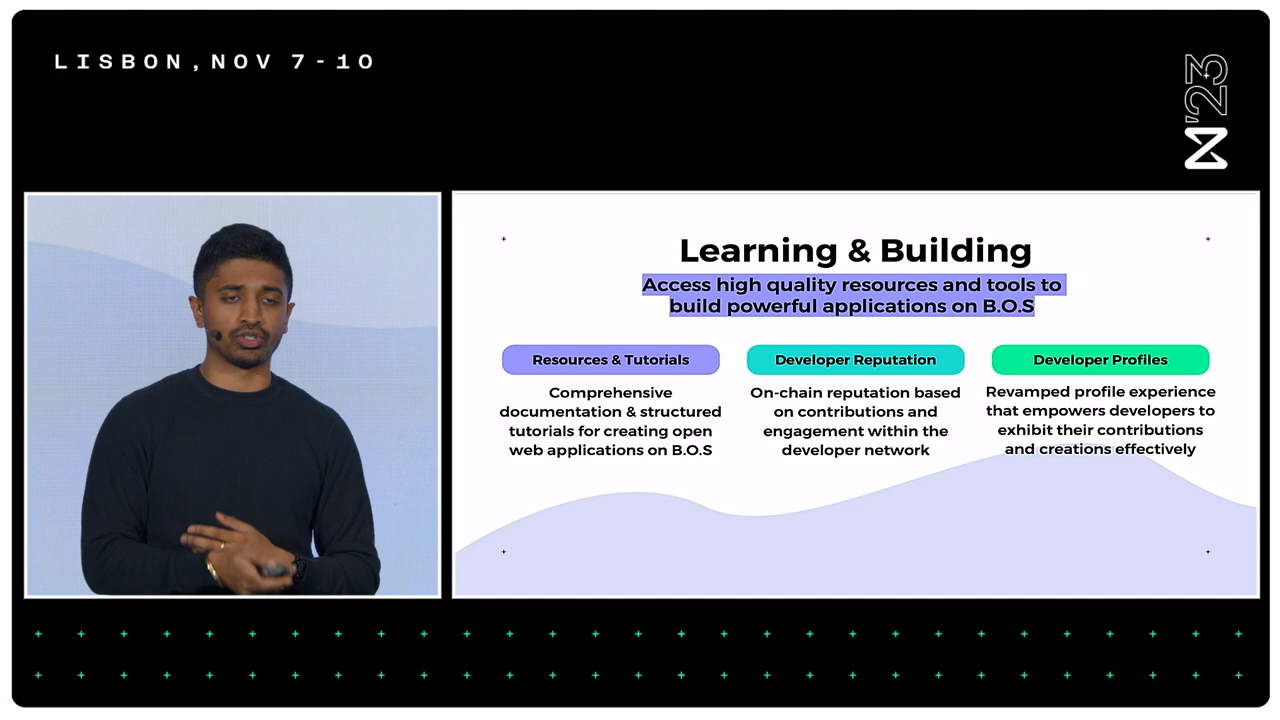 LISBON, NOV 7-10
'23
Learning & Building
Access high quality resources and tools to
build powerful applications on B.O.S
Resources & Tutorials
Comprehensive
documentation & structured
tutorials for creating open
web applications on B.O.S
Developer Reputation
On-chain reputation based
on contributions and
engagement within the
developer network
Developer Profiles
Revamped profile experience
that empowers developers to
exhibit their contributions
and creations effectively